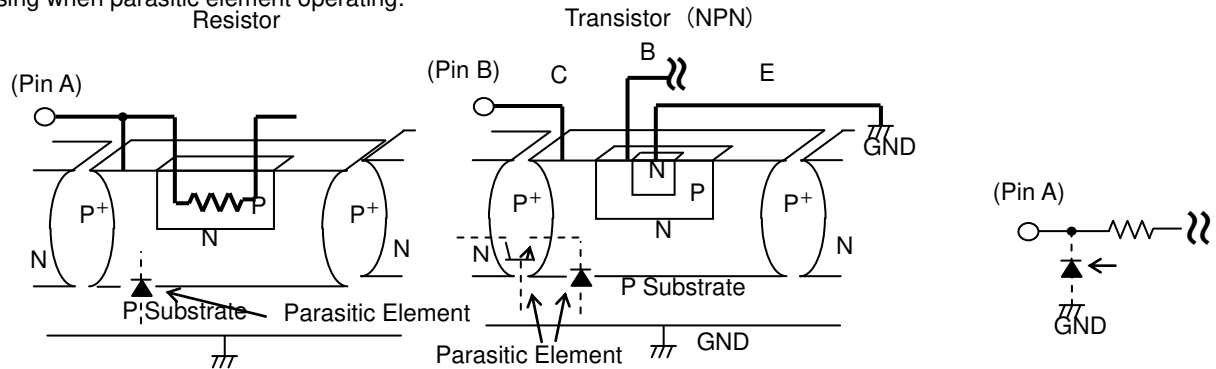 sing when parasitic element operating.
Resistor
Transistor (NPN)
(Pin A)
P+
P
P+
N
N
N
P Substrate
Parasitic Element
(Pin B)
C
B
E
GND
P+
N
P
P+
N
N
N
P Substrate
Parasitic Element
GND
(Pin A)
GND